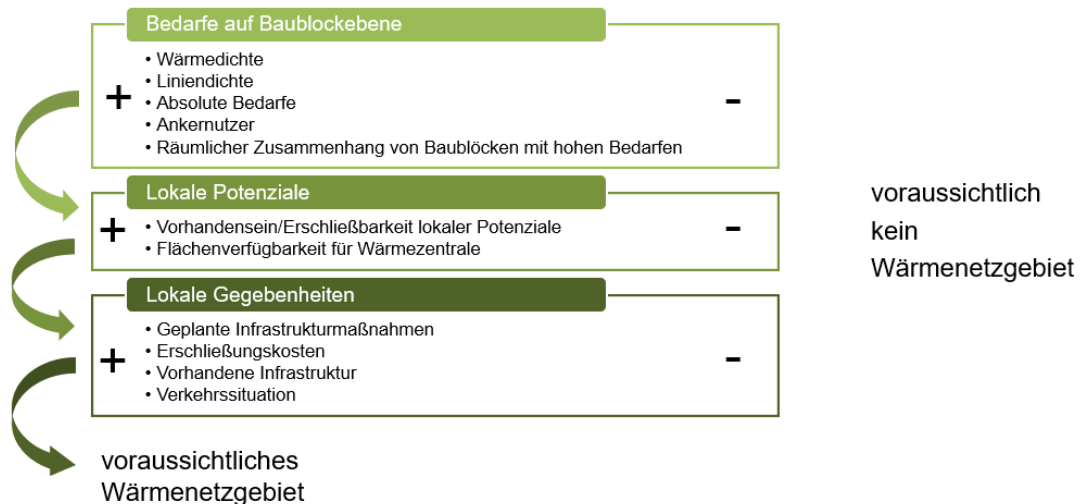 Bedarfe auf Baublockebene
+
• Wärmedichte
• Liniendichte
• Absolute Bedarfe
• Ankernutzer
• Räumlicher Zusammenhang von Baublöcken mit hohen Bedarfen
-
Lokale Potenziale
+
• Vorhandensein/Erschließbarkeit lokaler Potenziale
• Flächenverfügbarkeit für Wärmezentrale
-
Lokale Gegebenheiten
+
• Geplante Infrastrukturmaßnahmen
• Erschließungskosten
• Vorhandene Infrastruktur
• Verkehrssituation
-
voraussichtliches
Wärmenetzgebiet
voraussichtlich
kein
Wärmenetzgebiet